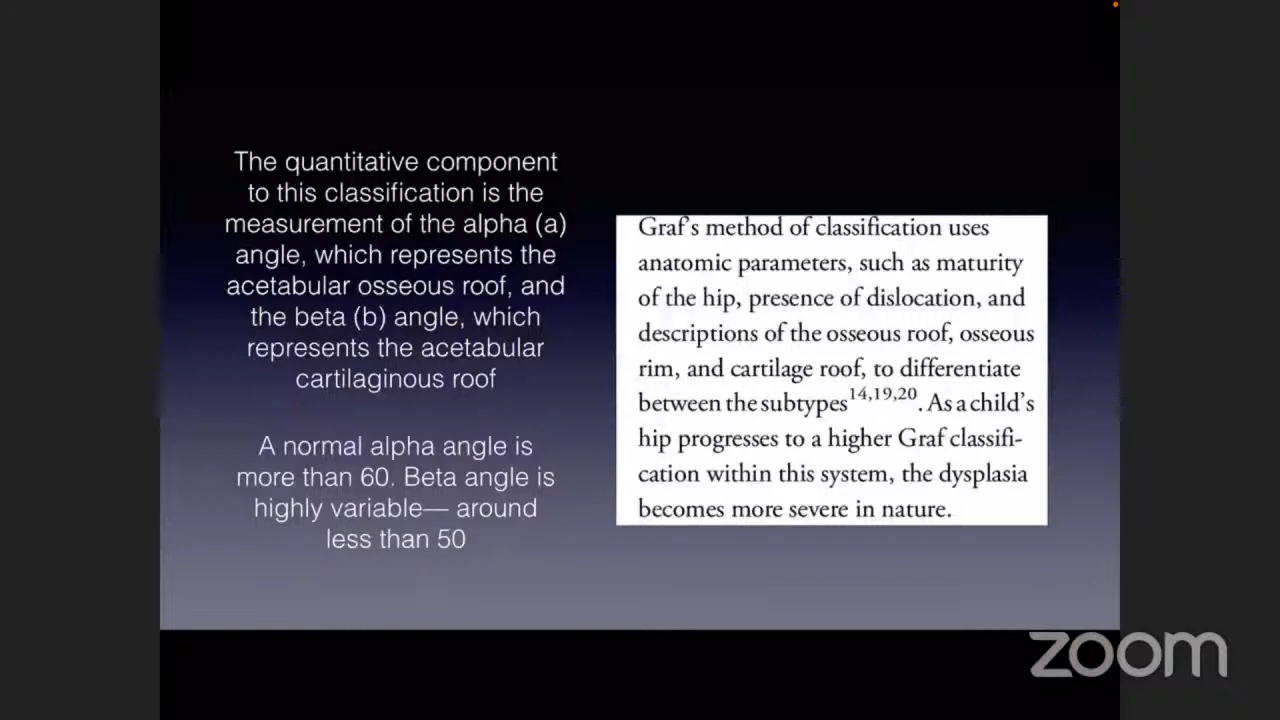 The quantitative component
to this classification is the
measurement of the alpha (a)
angle, which represents the
acetabular osseous roof, and
the beta (b) angle, which
represents the acetabular
cartilaginous roof
A normal alpha angle is
more than 60. Beta angle is
highly variable— around
less than 50
Graf's method of classification uses
anatomic parameters, such as maturity
of the hip, presence of dislocation, and
descriptions of the osseous roof, osseous
rim, and cartilage roof, to differentiate
between the subtypes14,19,20. As a child's
hip progresses to a higher Graf classifi-
cation within this system, the dysplasia
becomes more severe in nature.
zoom